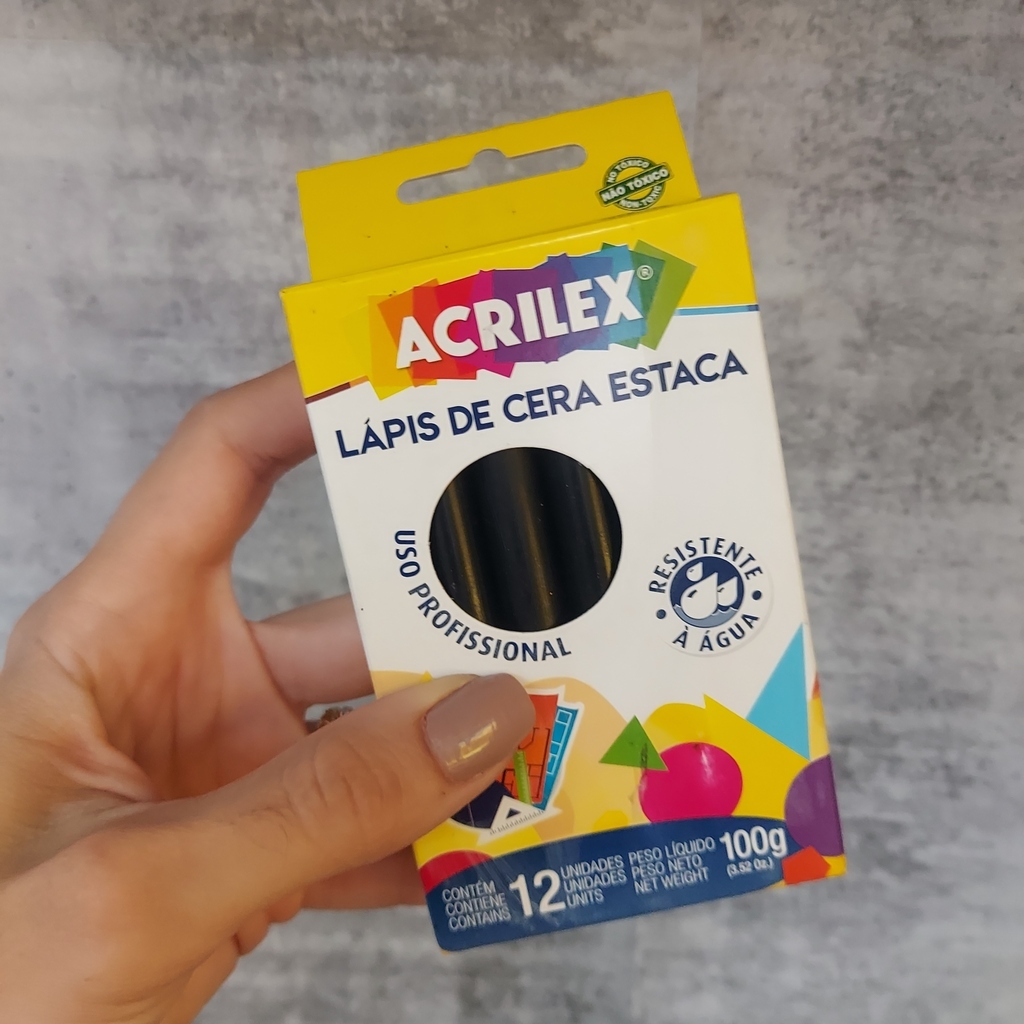 NO TÓXICO
NÃO TÓXICO
NON-TOXIC
ACRILEX®
LÁPIS DE CERA ESTACA
USO PROFISSIONAL
RESISTENTE
À ÁGUA
CONTÉM
CONTIENE
CONTAINS
12
UNIDADES
UNIDADES
UNITS
PESO LÍQUIDO
PESO NETO
NET WEIGHT
100g
(3.52 Oz.)